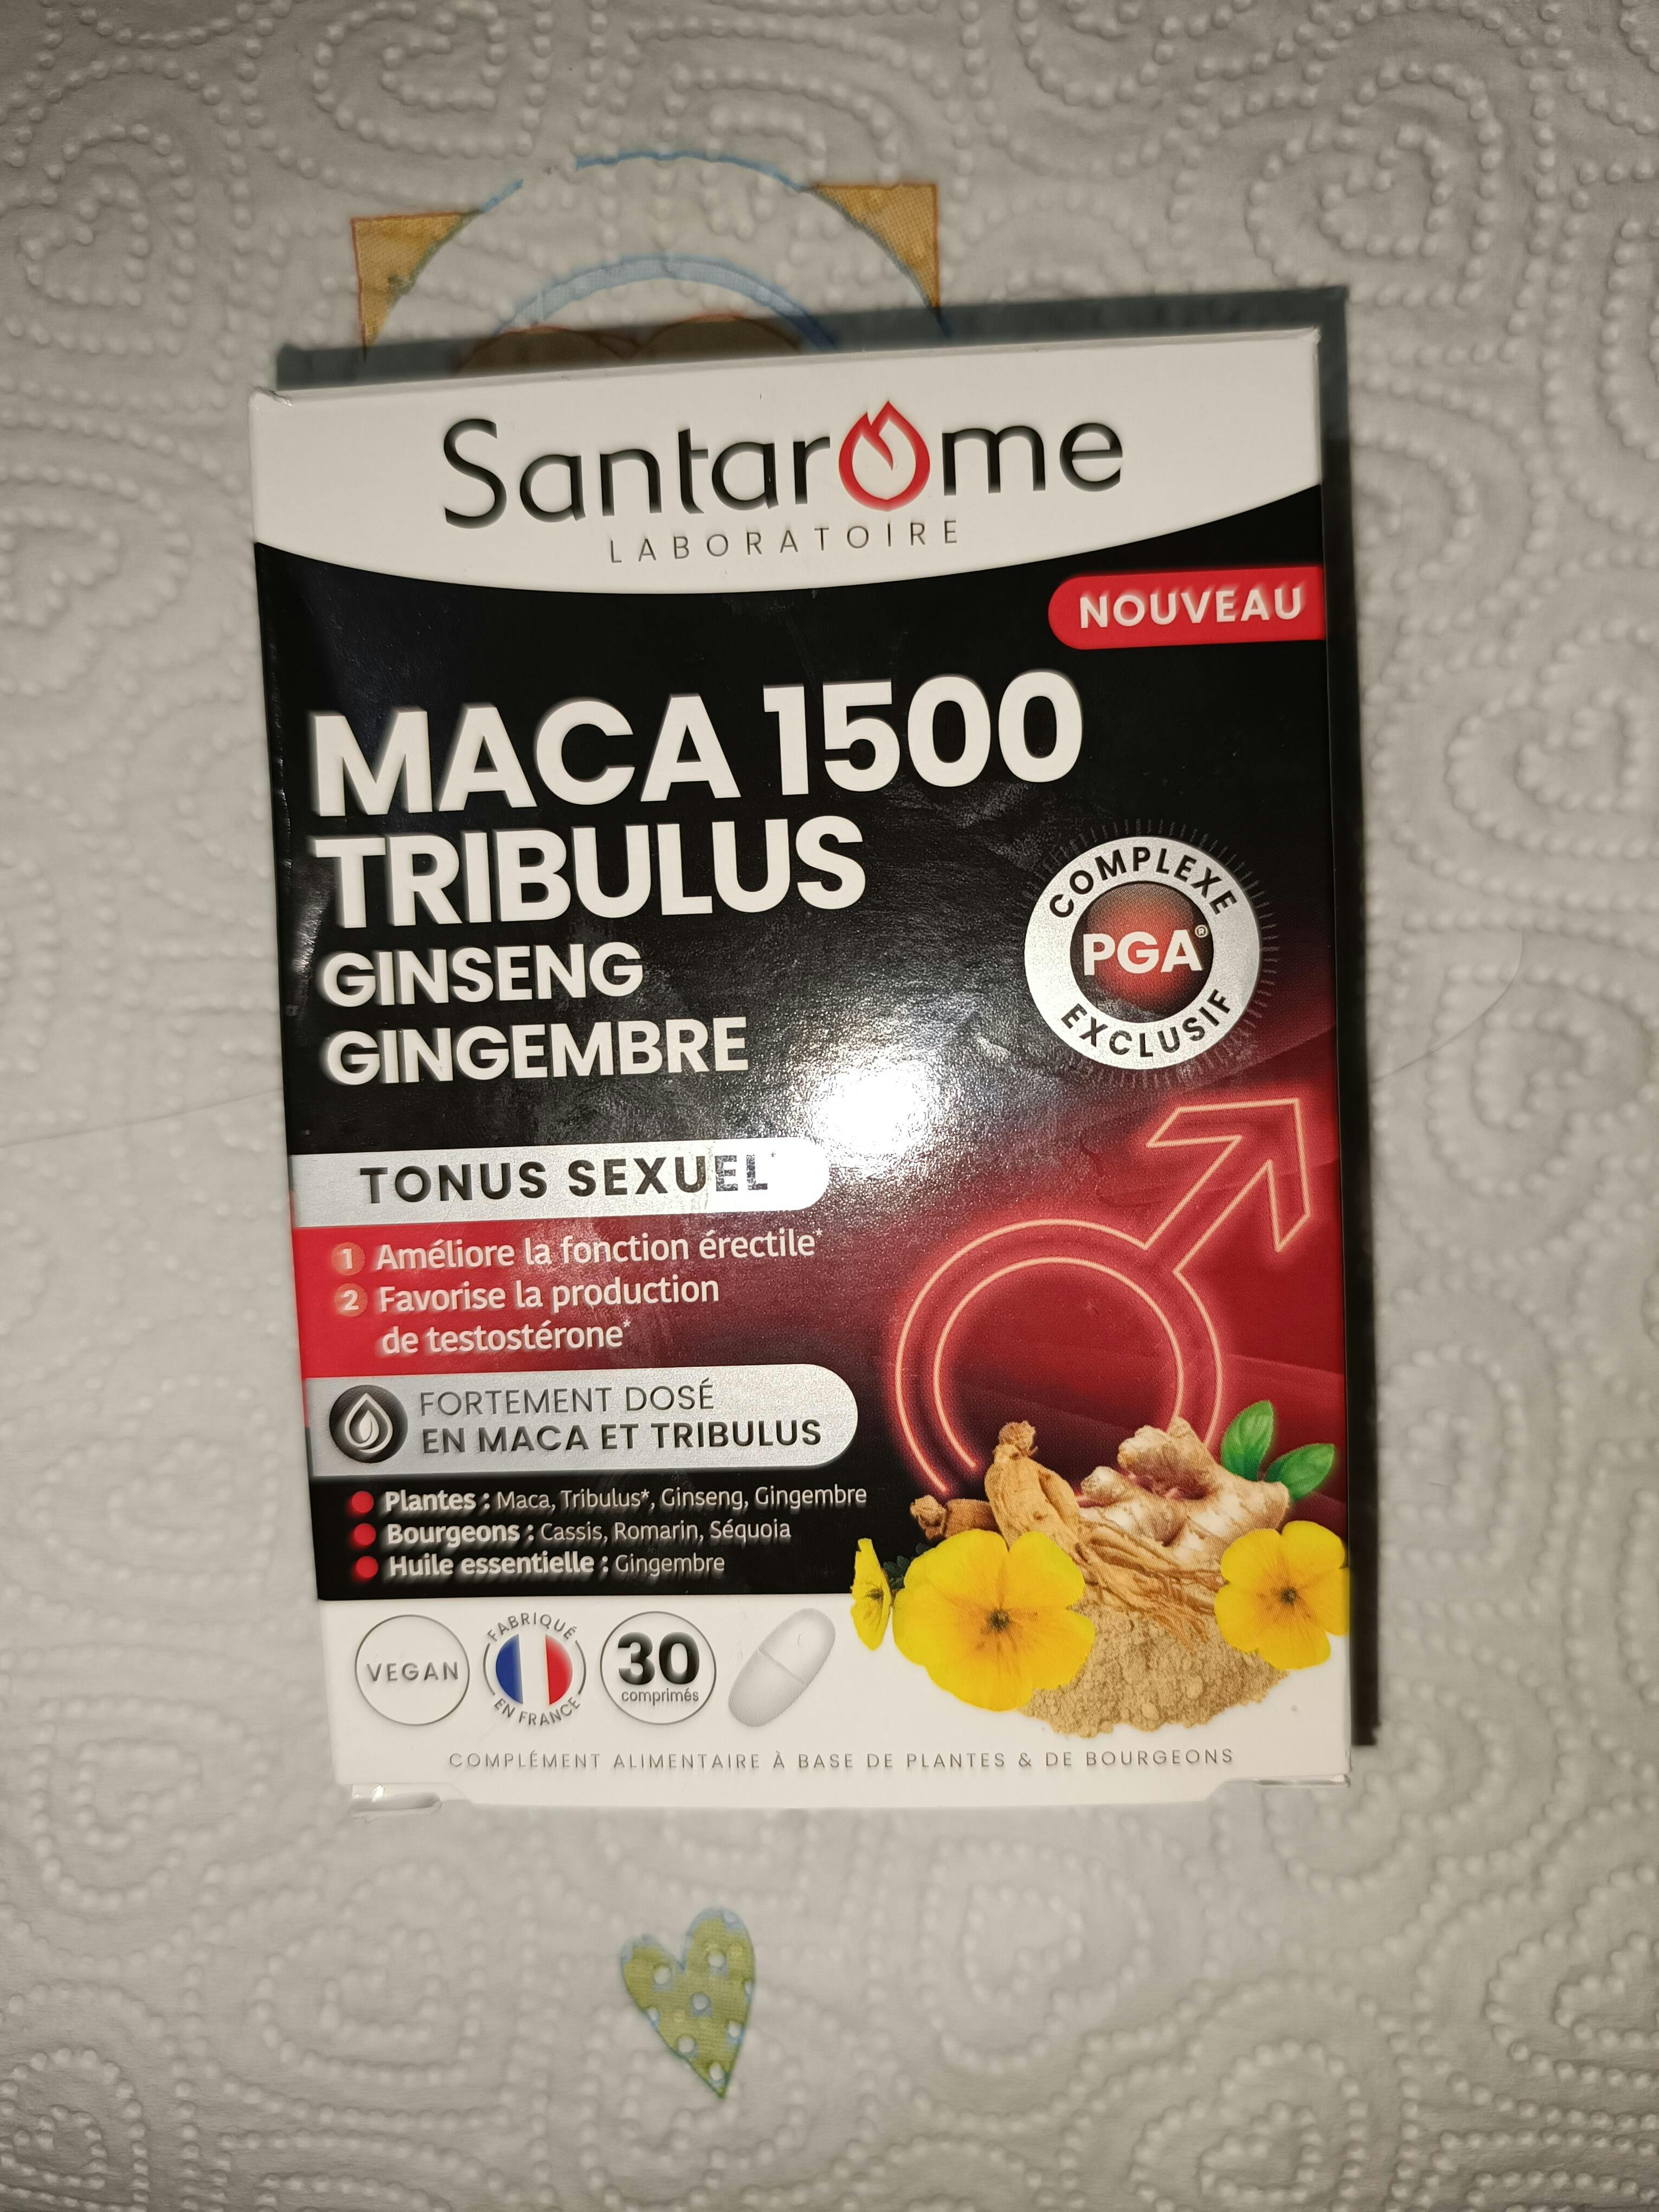 Santarome
LABORATOIRE
NOUVEAU
MACA 1500
TRIBULUS
GINSENG
GINGEMBRE
COMPLEXE
PGA®
EXCLUSIF
TONUS SEXUEL*
1 Améliore la fonction érectile*
2 Favorise la production
de testostérone*
FORTEMENT DOSÉ
EN MACA ET TRIBULUS
Plantes : Maca, Tribulus*, Ginseng, Gingembre
Bourgeons : Cassis, Romarin, Séquoia
Huile essentielle : Gingembre
VEGAN
FABRIQUÉ
EN FRANCE
30
comprimés
COMPLÉMENT ALIMENTAIRE À BASE DE PLANTES & DE BOURGEONS